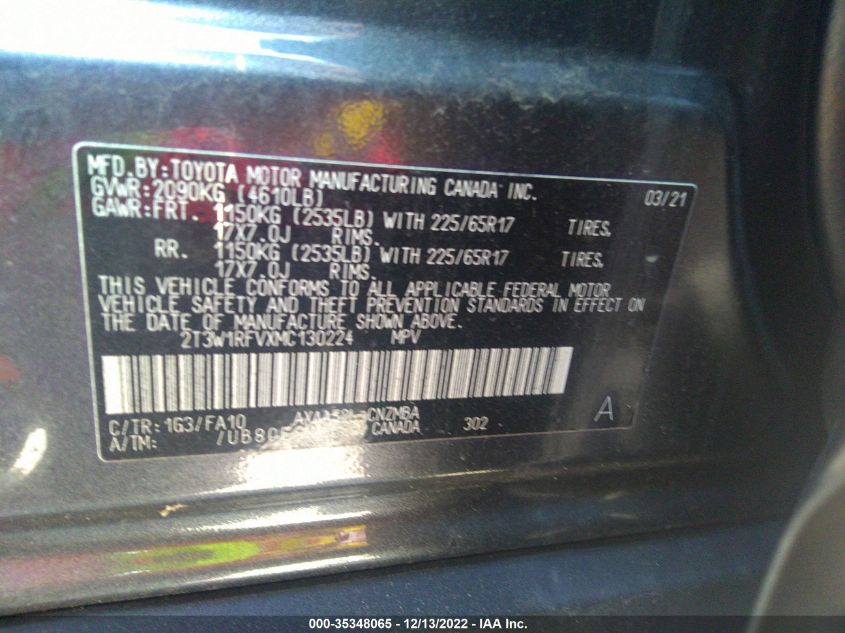 MFD.BY:TOYOTA MOTOR MANUFACTURING CANADA INC.
GVWR:2090KG (4610LB) 03/21
GAWR:FRT. 1150KG (2535LB) WITH 225/65R17 TIRES,
17X7.0J RIMS.
RR. 1150KG (2535LB) WITH 225/65R17 TIRES,
17X7.0J RIMS.
THIS VEHICLE CONFORMS TO ALL APPLICABLE FEDERAL MOTOR
VEHICLE SAFETY AND THEFT PREVENTION STANDARDS IN EFFECT ON
THE DATE OF MANUFACTURE SHOWN ABOVE.
2T3W1RFVXMC130224 MPV
C/TR:1G3/FA10 CNZMBA A
A/TM: CANADA 302
000-35348065 - 12/13/2022 - IAA Inc.